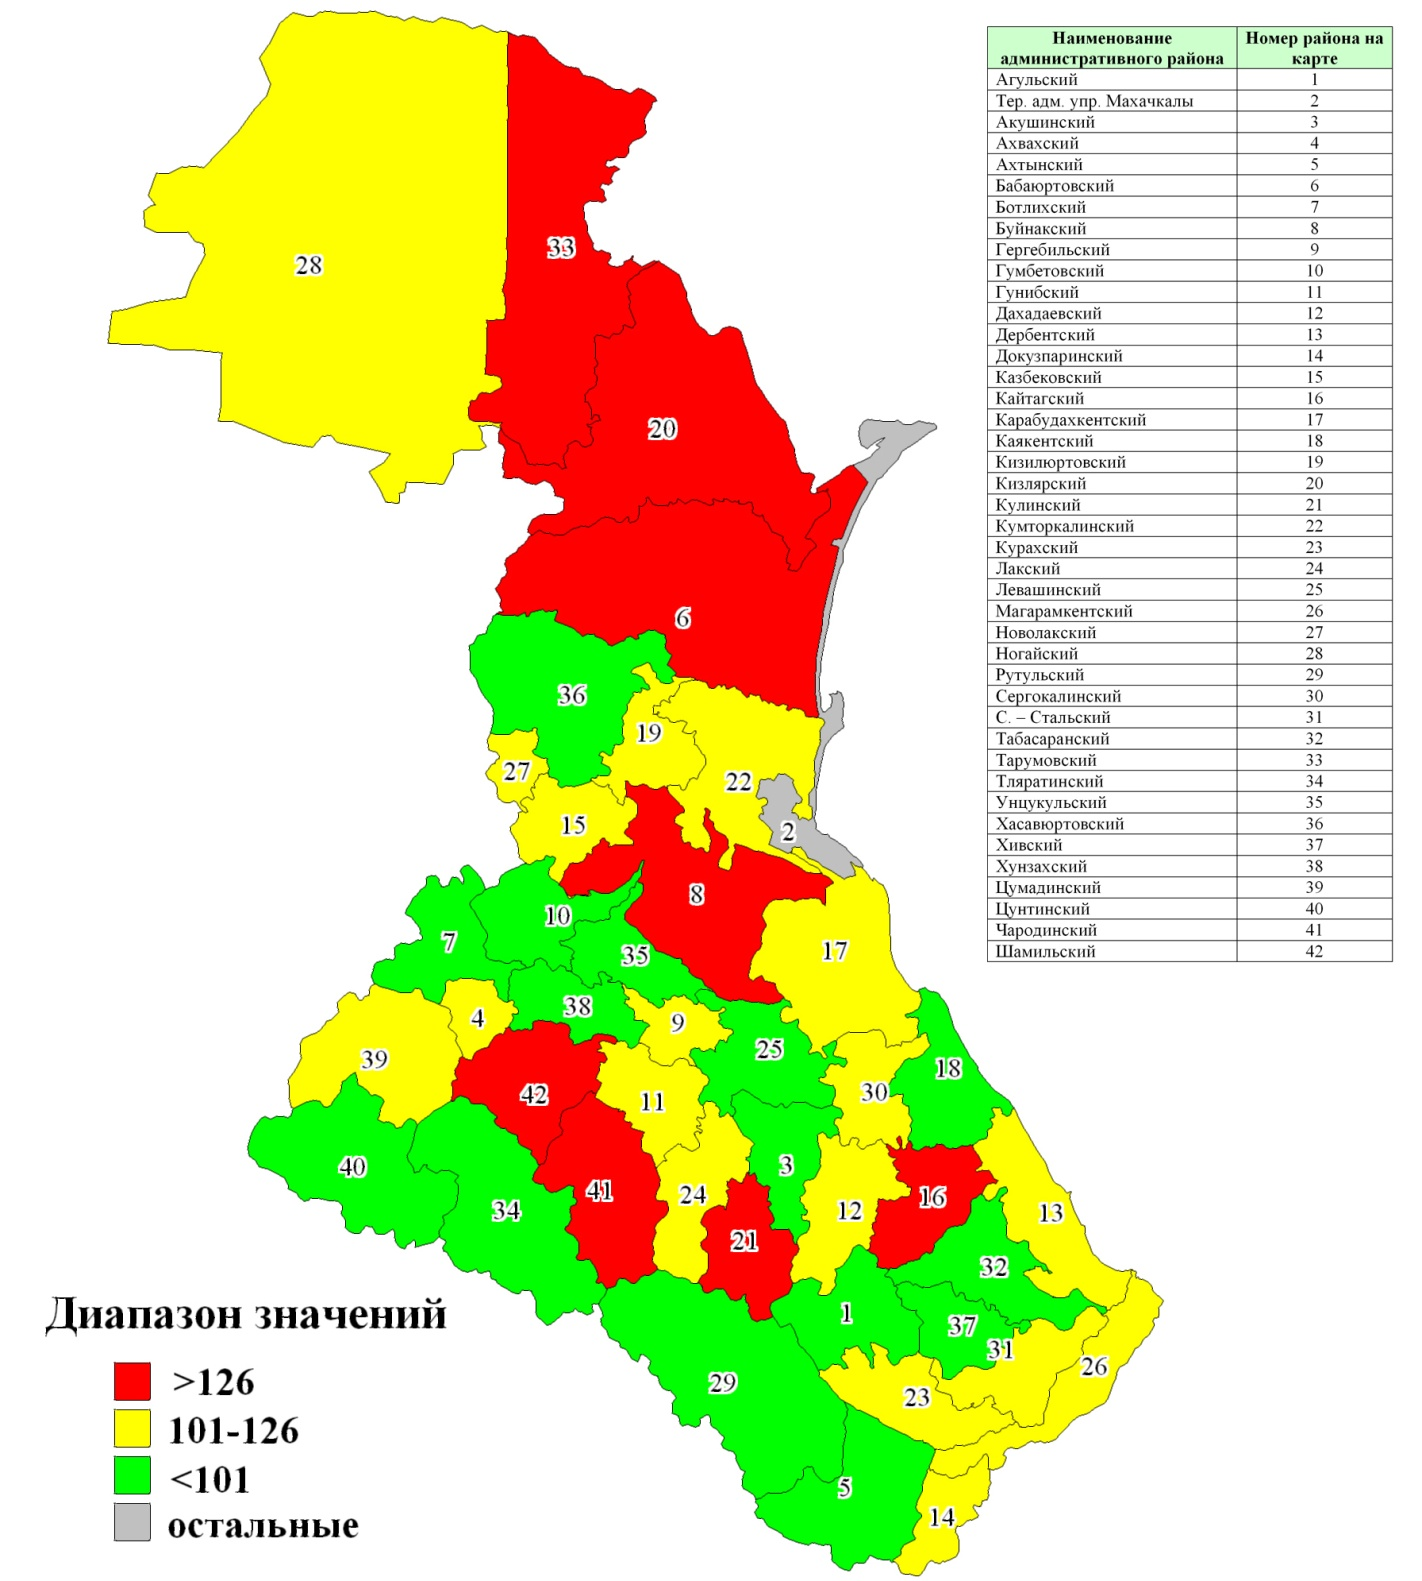 Наименование административного района Номер района на карте
Агульский 1
Тер. адм. упр. Махачкалы 2
Акушинский 3
Ахвахский 4
Ахтынский 5
Бабаюртовский 6
Ботлихский 7
Буйнакский 8
Гергебильский 9
Гумбетовский 10
Гунибский 11
Дахадаевский 12
Дербентский 13
Докузпаринский 14
Казбековский 15
Кайтагский 16
Карабудахкентский 17
Каякентский 18
Кизилюртовский 19
Кизлярский 20
Кулинский 21
Кумторкалинский 22
Курахский 23
Лакский 24
Левашинский 25
Магарамкентский 26
Новолакский 27
Ногайский 28
Рутульский 29
Сергокалинский 30
С. – Стальский 31
Табасаранский 32
Тарумовский 33
Тляратинский 34
Унцукульский 35
Хасавюртовский 36
Хивский 37
Хунзахский 38
Цумадинский 39
Цунтинский 40
Чародинский 41
Шамильский 42
33
28
20
6
36
19
27
22
15
2
8
10
7
17
35
38
4
9
25
39
18
42
30
11
3
40
41
24
16
34
12
13
21
32
1
37
31
26
29
23
5
14
Диапазон значений
>126
101-126
<101
остальные